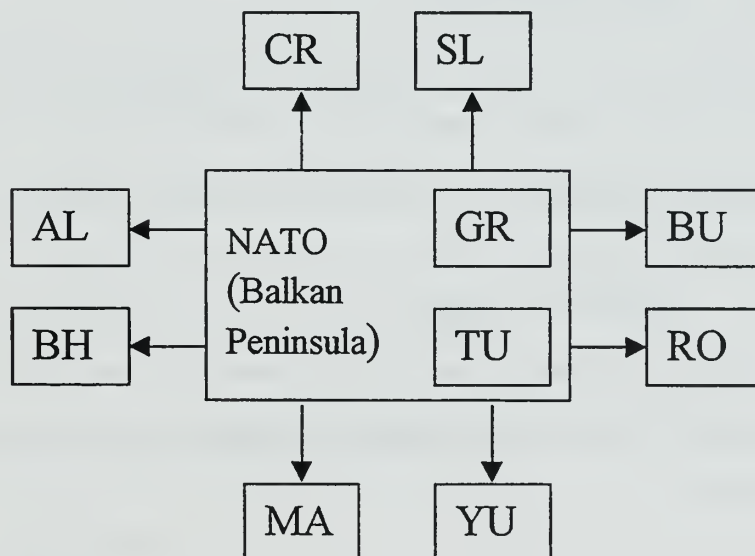 CR
SL
AL
NATO
(Balkan
Peninsula)
GR
BU
BH
TU
RO
MA
YU